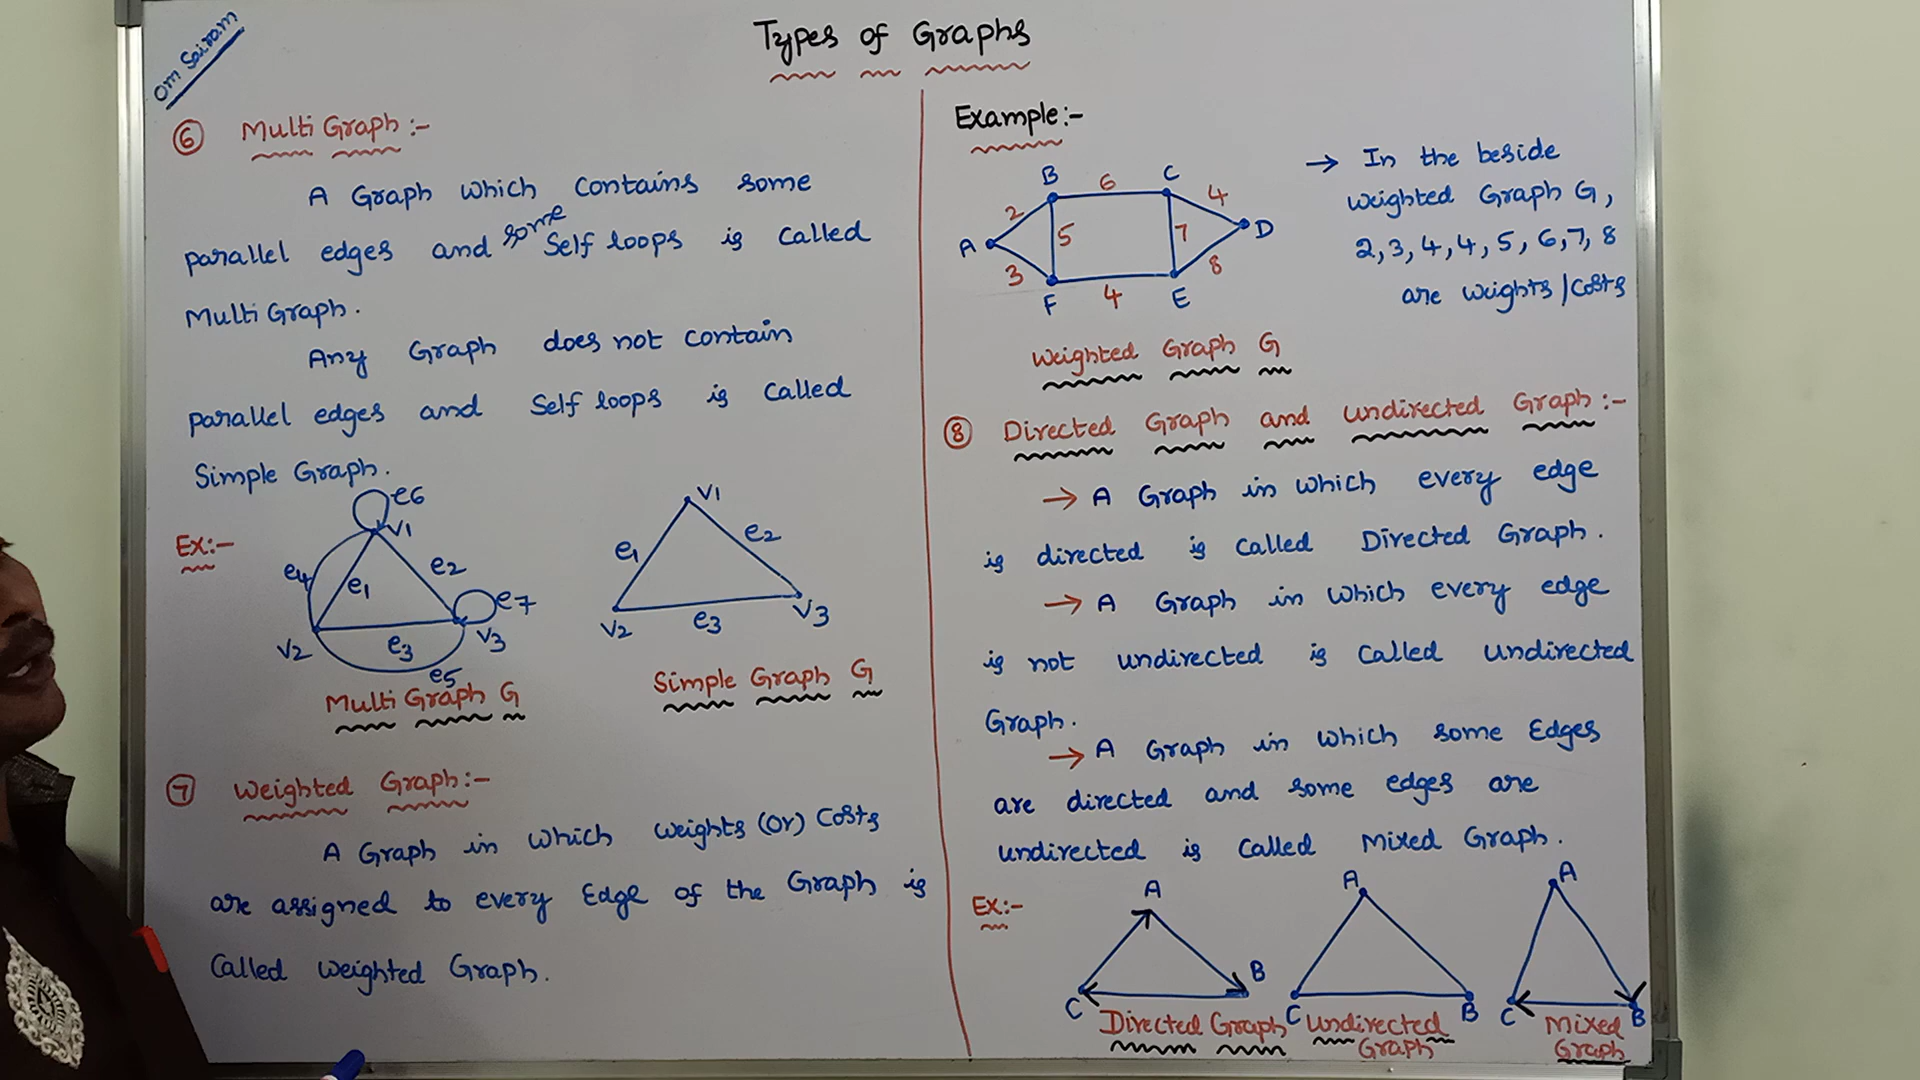 Om Sairam
Types of Graphs
⑥ Multi Graph :-
A Graph which contains some
parallel edges and some Self loops is called
Multi Graph.
Any Graph does not contain
parallel edges and Self loops is called
Simple Graph.
Ex:-
e6
V1
e4
e1
e2
e7
V2
e3
V3
e5
Multi Graph G
V1
e1
e2
V2
e3
V3
Simple Graph G
⑦ Weighted Graph:-
A Graph in which weights (or) Costs
are assigned to every Edge of the Graph is
Called weighted Graph.
Example:-
B 6 C
2 4
A 5 7 D
3 8
F 4 E
Weighted Graph G
→ In the beside
weighted Graph G,
2,3,4,4,5,6,7,8
are weights/costs
⑧ Directed Graph and undirected Graph:-
→ A Graph in which every edge
is directed is called Directed Graph.
→ A Graph in which every edge
is not undirected is called undirected
Graph.
→ A Graph in which some Edges
are directed and some edges are
undirected is called Mixed Graph.
Ex:-
A
B
C
Directed Graph
A
C
B
Undirected
Graph
A
C
B
Mixed
Graph